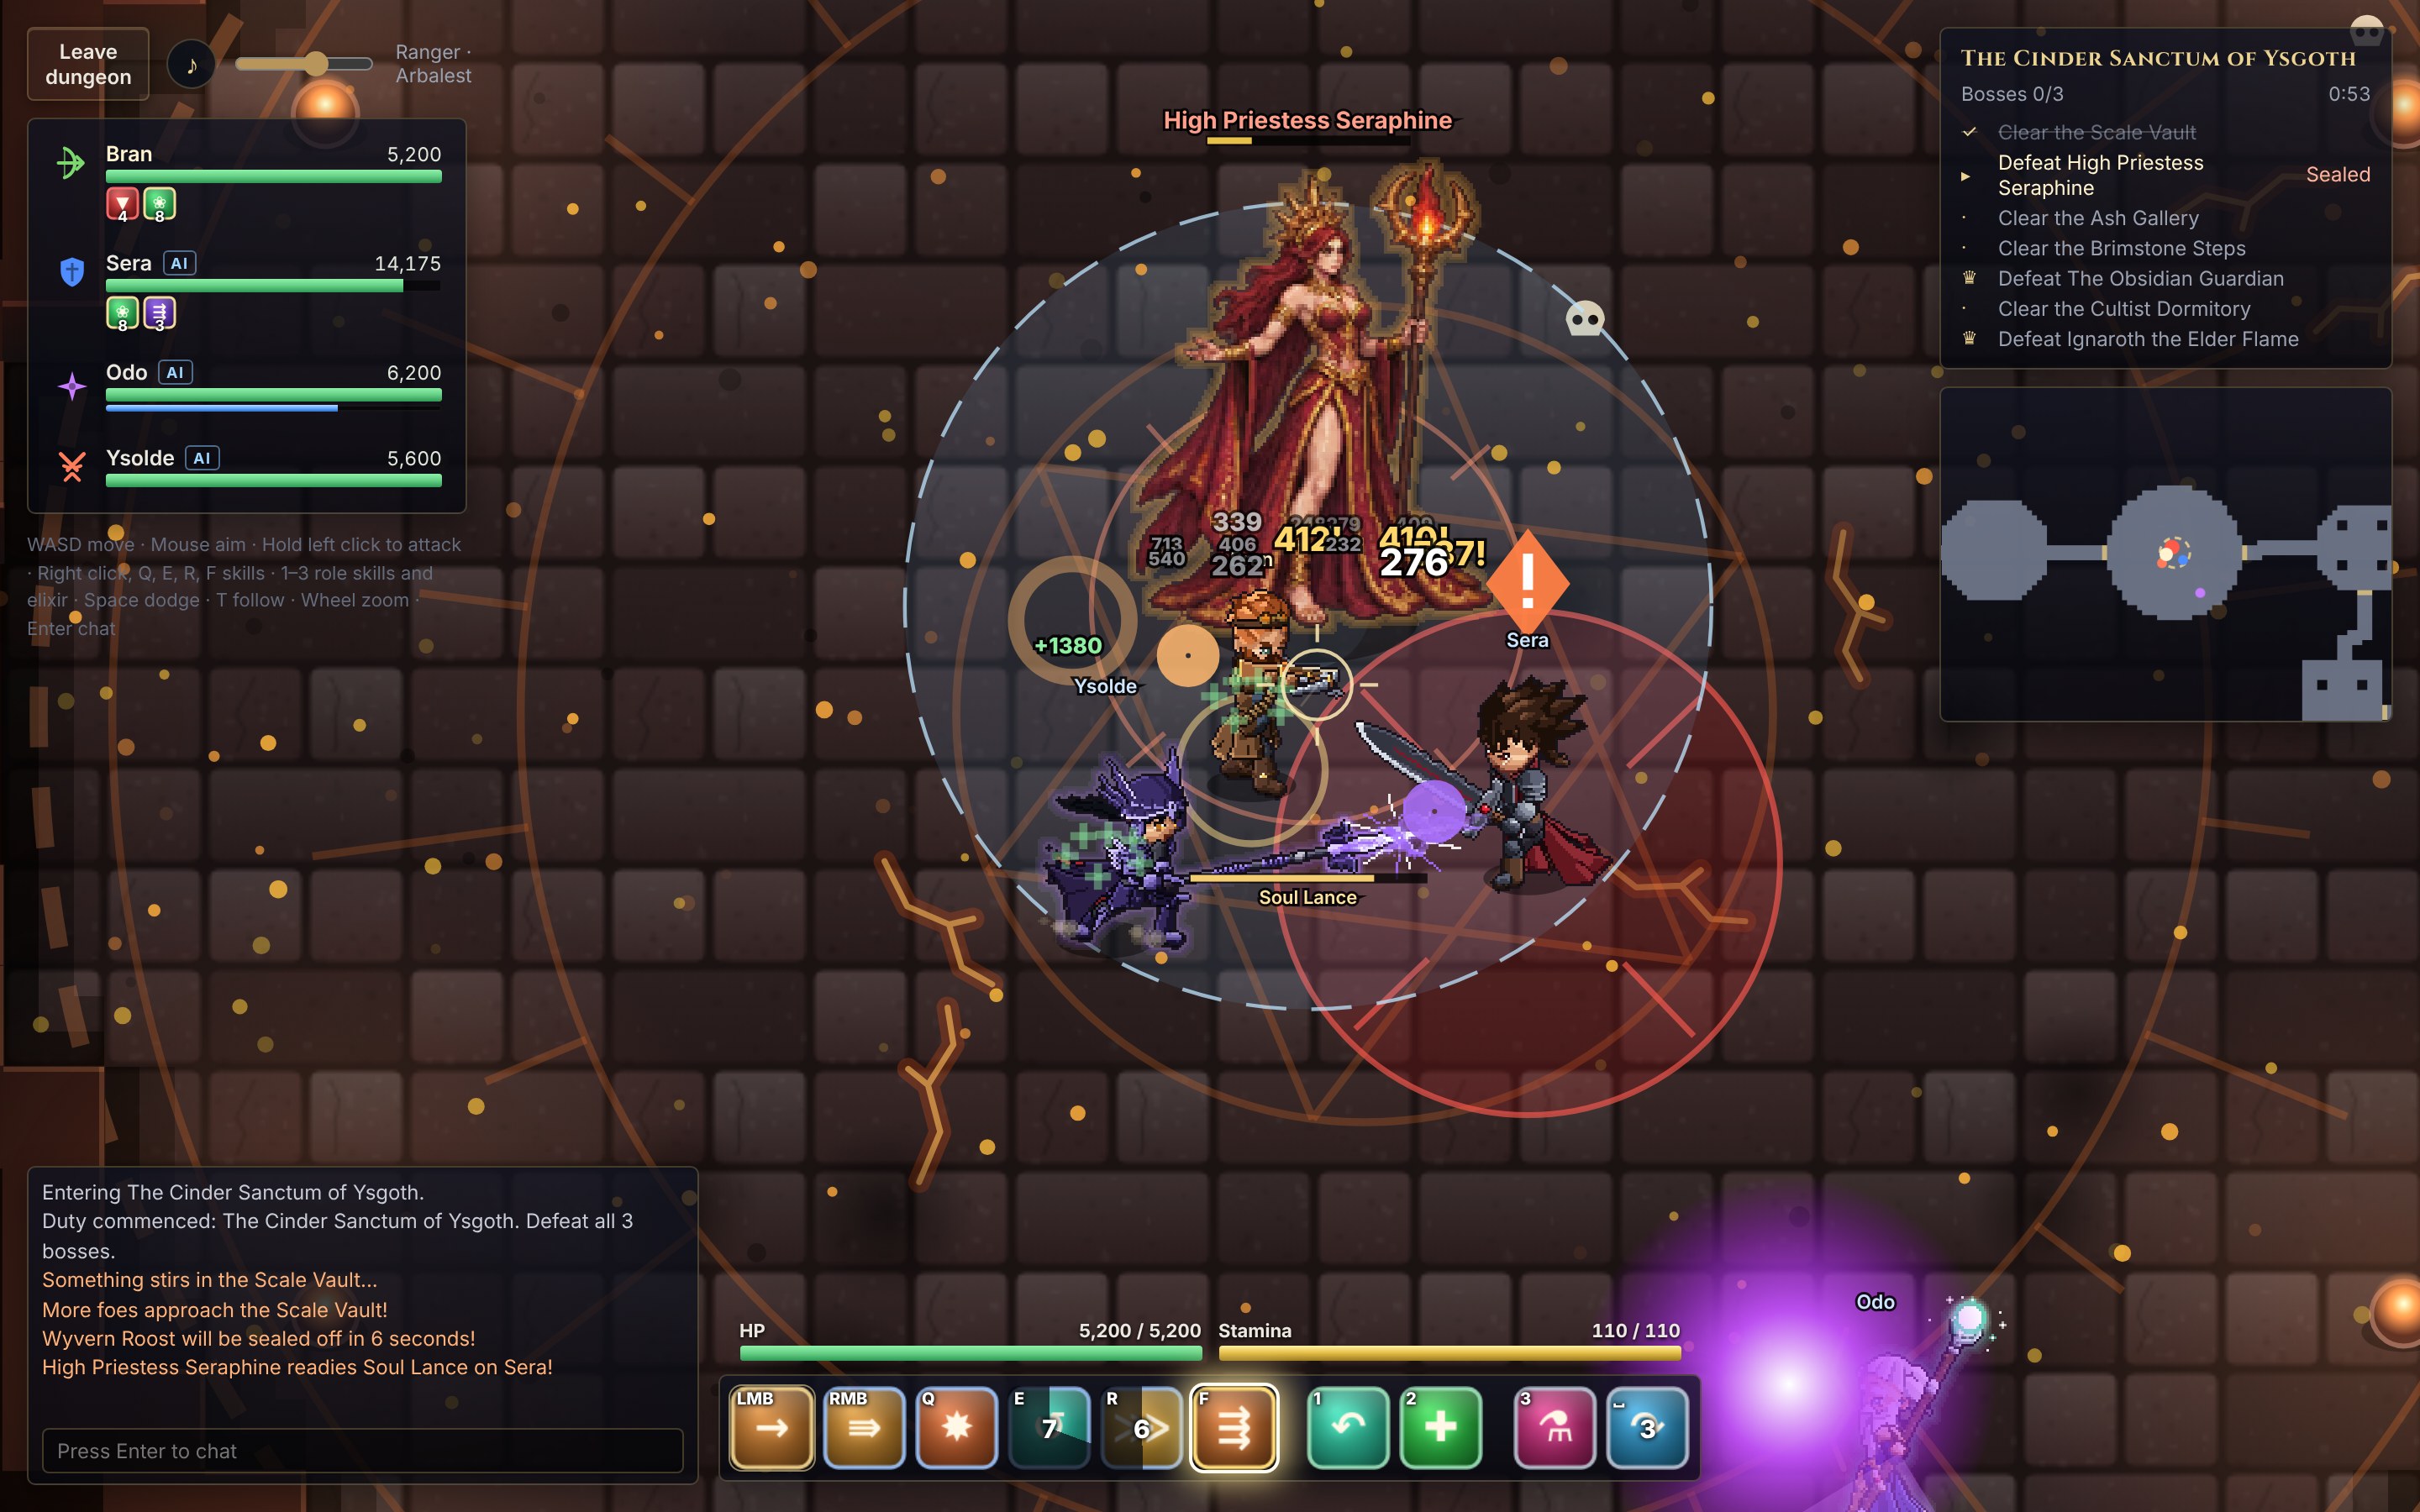 Leave
dungeon
Ranger ·
Arbalest
Bran
5,200
4
8
Sera AI
14,175
8
3
Odo AI
6,200
Ysolde AI
5,600
WASD move · Mouse aim · Hold left click to attack
· Right click, Q, E, R, F skills · 1–3 role skills and
elixir · Space dodge · T follow · Wheel zoom ·
Enter chat
High Priestess Seraphine
339
713
540
406
262
412!
232
410!
276
!
Sera
+1380
Ysolde
Soul Lance
Odo
The Cinder Sanctum of Ysgoth
Bosses 0/3
0:53
Clear the Scale Vault
Defeat High Priestess
Seraphine
Sealed
Clear the Ash Gallery
Clear the Brimstone Steps
Defeat The Obsidian Guardian
Clear the Cultist Dormitory
Defeat Ignaroth the Elder Flame
Entering The Cinder Sanctum of Ysgoth.
Duty commenced: The Cinder Sanctum of Ysgoth. Defeat all 3
bosses.
Something stirs in the Scale Vault...
More foes approach the Scale Vault!
Wyvern Roost will be sealed off in 6 seconds!
High Priestess Seraphine readies Soul Lance on Sera!
Press Enter to chat
HP
5,200 / 5,200
Stamina
110 / 110
LMB
RMB
Q
E
7
R
6
F
1
2
3
3